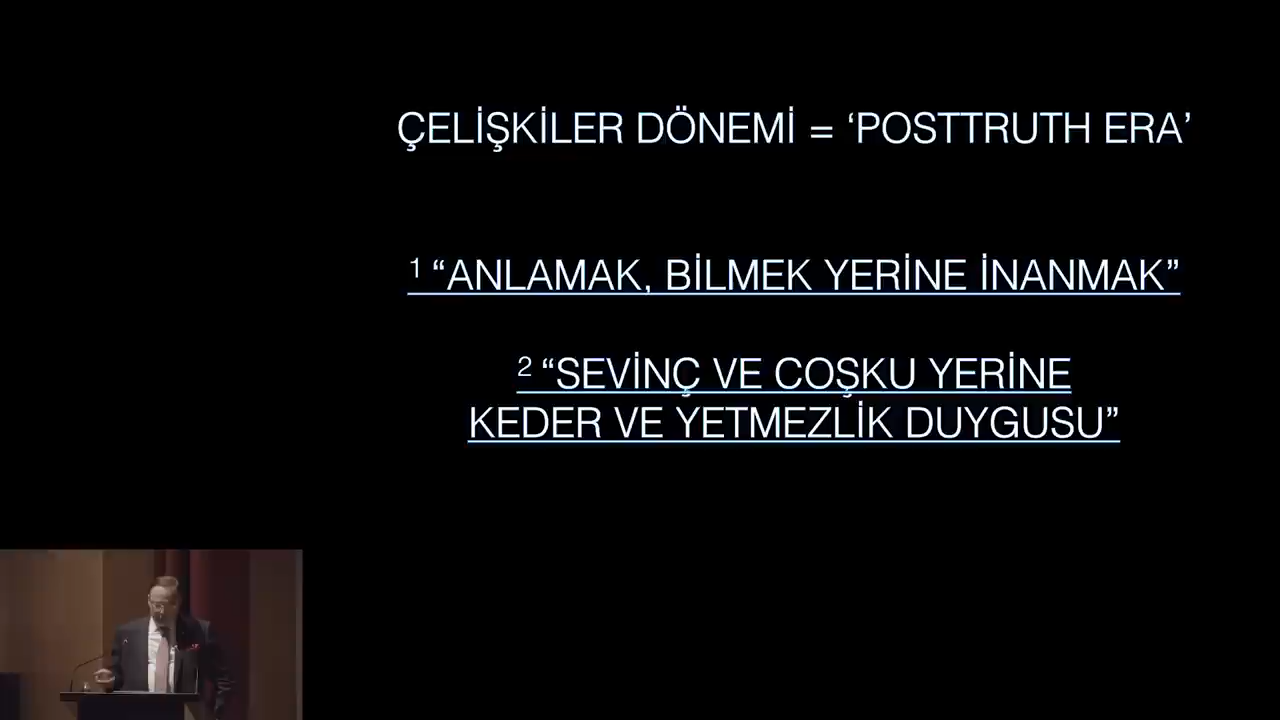 ÇELİŞKİLER DÖNEMİ = ‘POSTTRUTH ERA’
¹ “ANLAMAK, BİLMEK YERİNE İNANMAK”
² “SEVİNÇ VE COŞKU YERİNE
KEDER VE YETMEZLİK DUYGUSU”